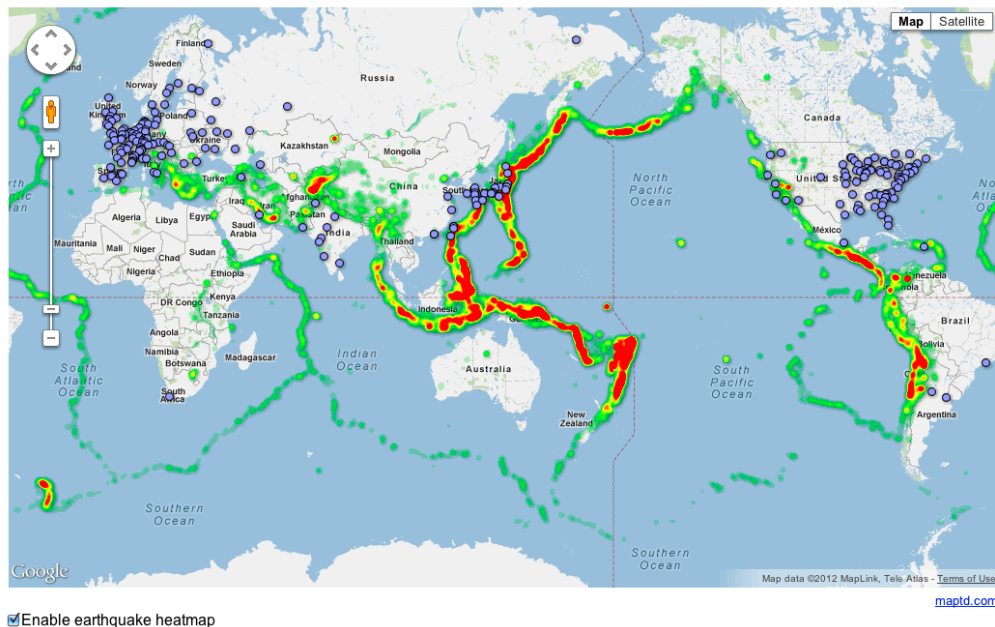 Map
Satellite
Finland
Sweden
Norway
Russia
United
Poland
Ukraine
Kazakhstan
Mongolia
Canada
North
Pacific
Ocean
China
South
Turkey
Iraq
Iran
Afghanistan
Pakistan
India
Thailand
United
México
Algeria
Libya
Egypt
Saudi
Arabia
Mauritania
Mali
Niger
Chad
Sudan
Nigeria
Ethiopia
DR Congo
Kenya
Tanzania
Indonesia
Venezuela
Brazil
Bolivia
Angola
Namibia
Botswana
Madagascar
South
Africa
South
Atlantic
Ocean
Indian
Ocean
Australia
New
Zealand
South
Pacific
Ocean
Argentina
Southern
Ocean
Southern
Ocean
Google
Map data ©2012 MapLink, Tele Atlas - Terms of Use
maptd.com
Enable earthquake heatmap